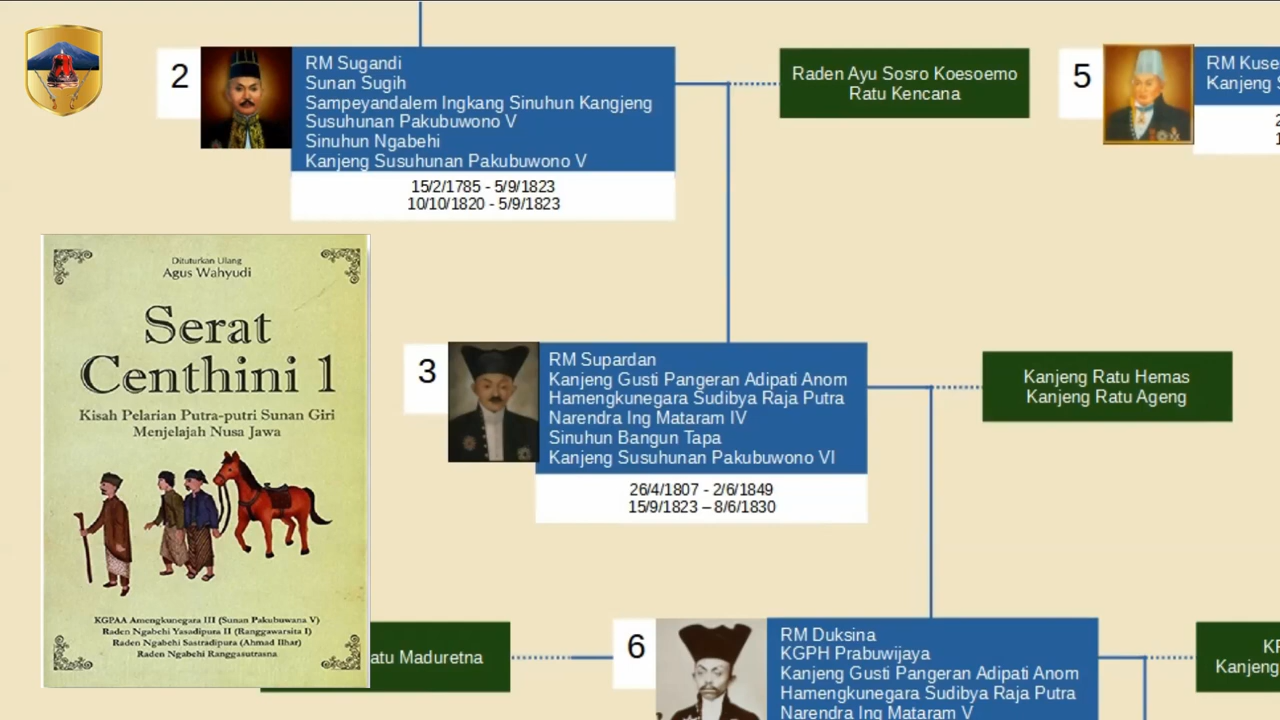 2
RM Sugandi
Sunan Sugih
Sampeyandalem Ingkang Sinuhun Kangjeng
Susuhunan Pakubuwono V
Sinuhun Ngabehi
Kanjeng Susuhunan Pakubuwono V
15/2/1785 - 5/9/1823
10/10/1820 - 5/9/1823
Raden Ayu Sosro Koesoemo
Ratu Kencana
5
RM Kuse
Kanjeng S
Dituturkan Ulang
Agus Wahyudi
Serat
Centhini 1
Kisah Pelarian Putra-putri Sunan Giri
Menjelajah Nusa Jawa
KGPAA Amengkunegara III (Sunan Pakubuwana V)
Raden Ngabehi Yasadipura II (Ranggawarsita I)
Raden Ngabehi Sastradipura (Ahmad Ilhar)
Raden Ngabehi Ranggasutrasna
3
RM Supardan
Kanjeng Gusti Pangeran Adipati Anom
Hamengkunegara Sudibya Raja Putra
Narendra Ing Mataram IV
Sinuhun Bangun Tapa
Kanjeng Susuhunan Pakubuwono VI
26/4/1807 - 2/6/1849
15/9/1823 – 8/6/1830
Kanjeng Ratu Hemas
Kanjeng Ratu Ageng
atu Maduretna
6
RM Duksina
KGPH Prabuwijaya
Kanjeng Gusti Pangeran Adipati Anom
Hamengkunegara Sudibya Raja Putra
Narendra Ing Mataram V
Kanjeng